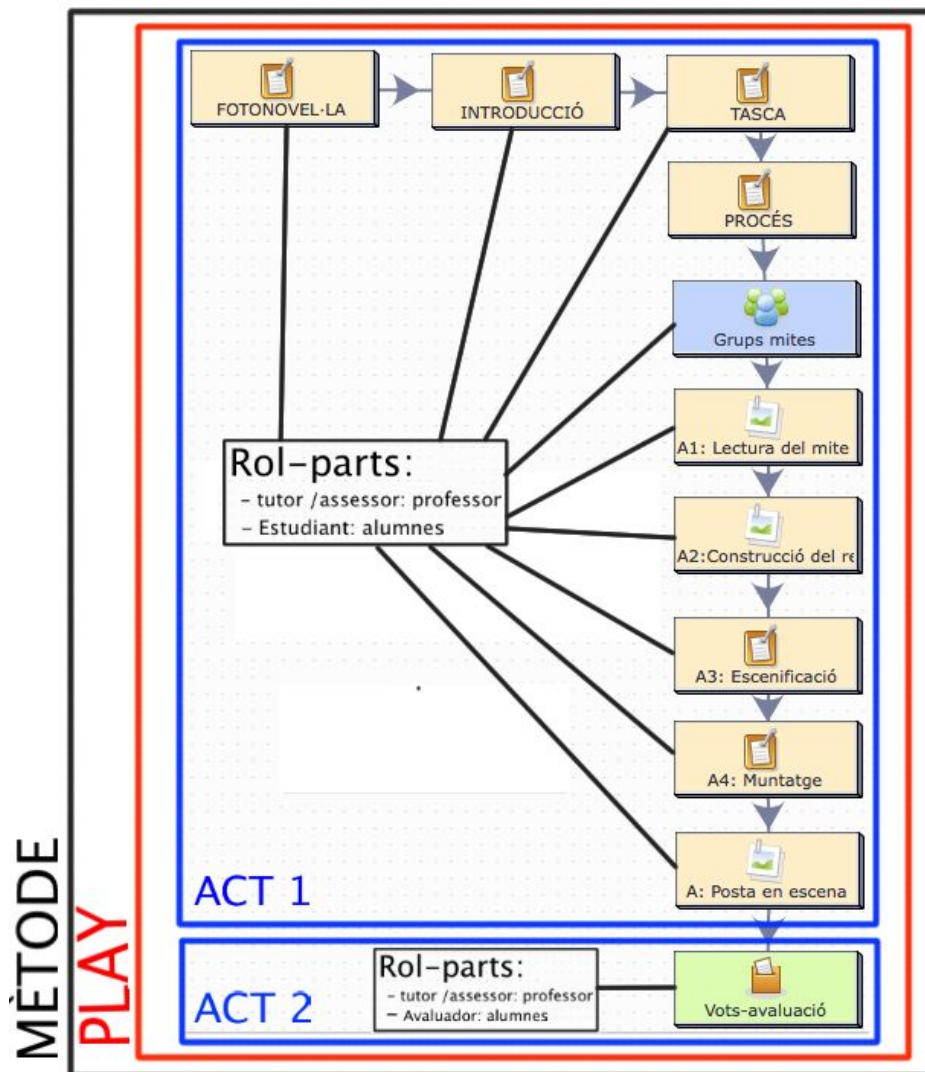 FOTONOVEL·LA
INTRODUCCIÓ
TASCA
PROCÉS
Grups mites
A1: Lectura del mite
Rol-parts:
- tutor /assessor: professor
- Estudiant: alumnes
A2:Construcció del re
A3: Escenificació
A4: Muntatge
A: Posta en escena
ACT 1
MÈTODE
PLAY
Rol-parts:
- tutor /assessor: professor
- Avaluador: alumnes
ACT 2
Vots-avaluació